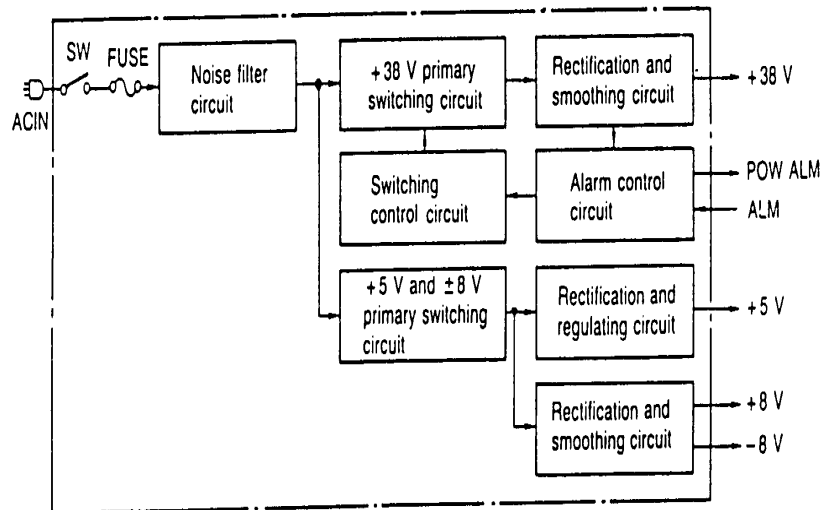 SW
FUSE
ACIN
Noise filter
circuit
+38 V primary
switching circuit
Rectification and
smoothing circuit
+38 V
Switching
control circuit
Alarm control
circuit
POW ALM
ALM
+5 V and ±8 V
primary switching
circuit
Rectification and
regulating circuit
+5 V
Rectification and
smoothing circuit
+8 V
−8 V